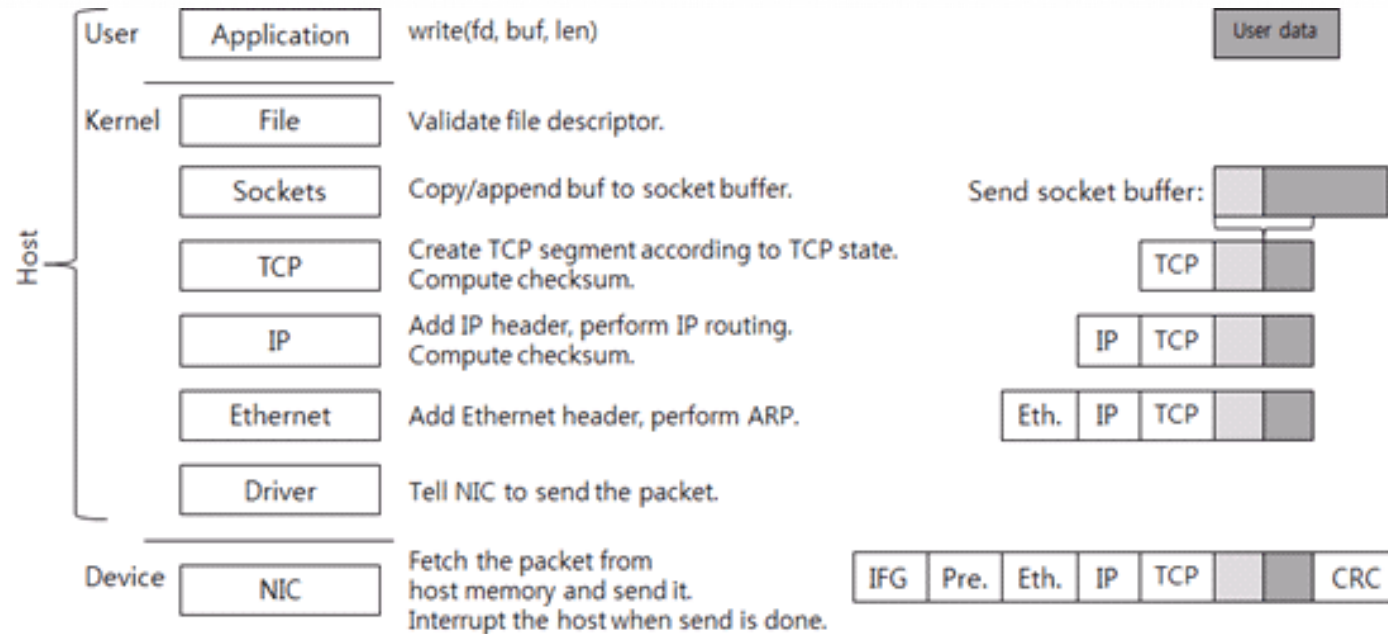 User
Application
write(fd, buf, len)
User data
Kernel
File
Validate file descriptor.
Sockets
Copy/append buf to socket buffer.
Send socket buffer:
Host
TCP
Create TCP segment according to TCP state.
Compute checksum.
TCP
IP
Add IP header, perform IP routing.
Compute checksum.
IP
TCP
Ethernet
Add Ethernet header, perform ARP.
Eth.
IP
TCP
Driver
Tell NIC to send the packet.
Device
NIC
Fetch the packet from
host memory and send it.
Interrupt the host when send is done.
IFG
Pre.
Eth.
IP
TCP
CRC